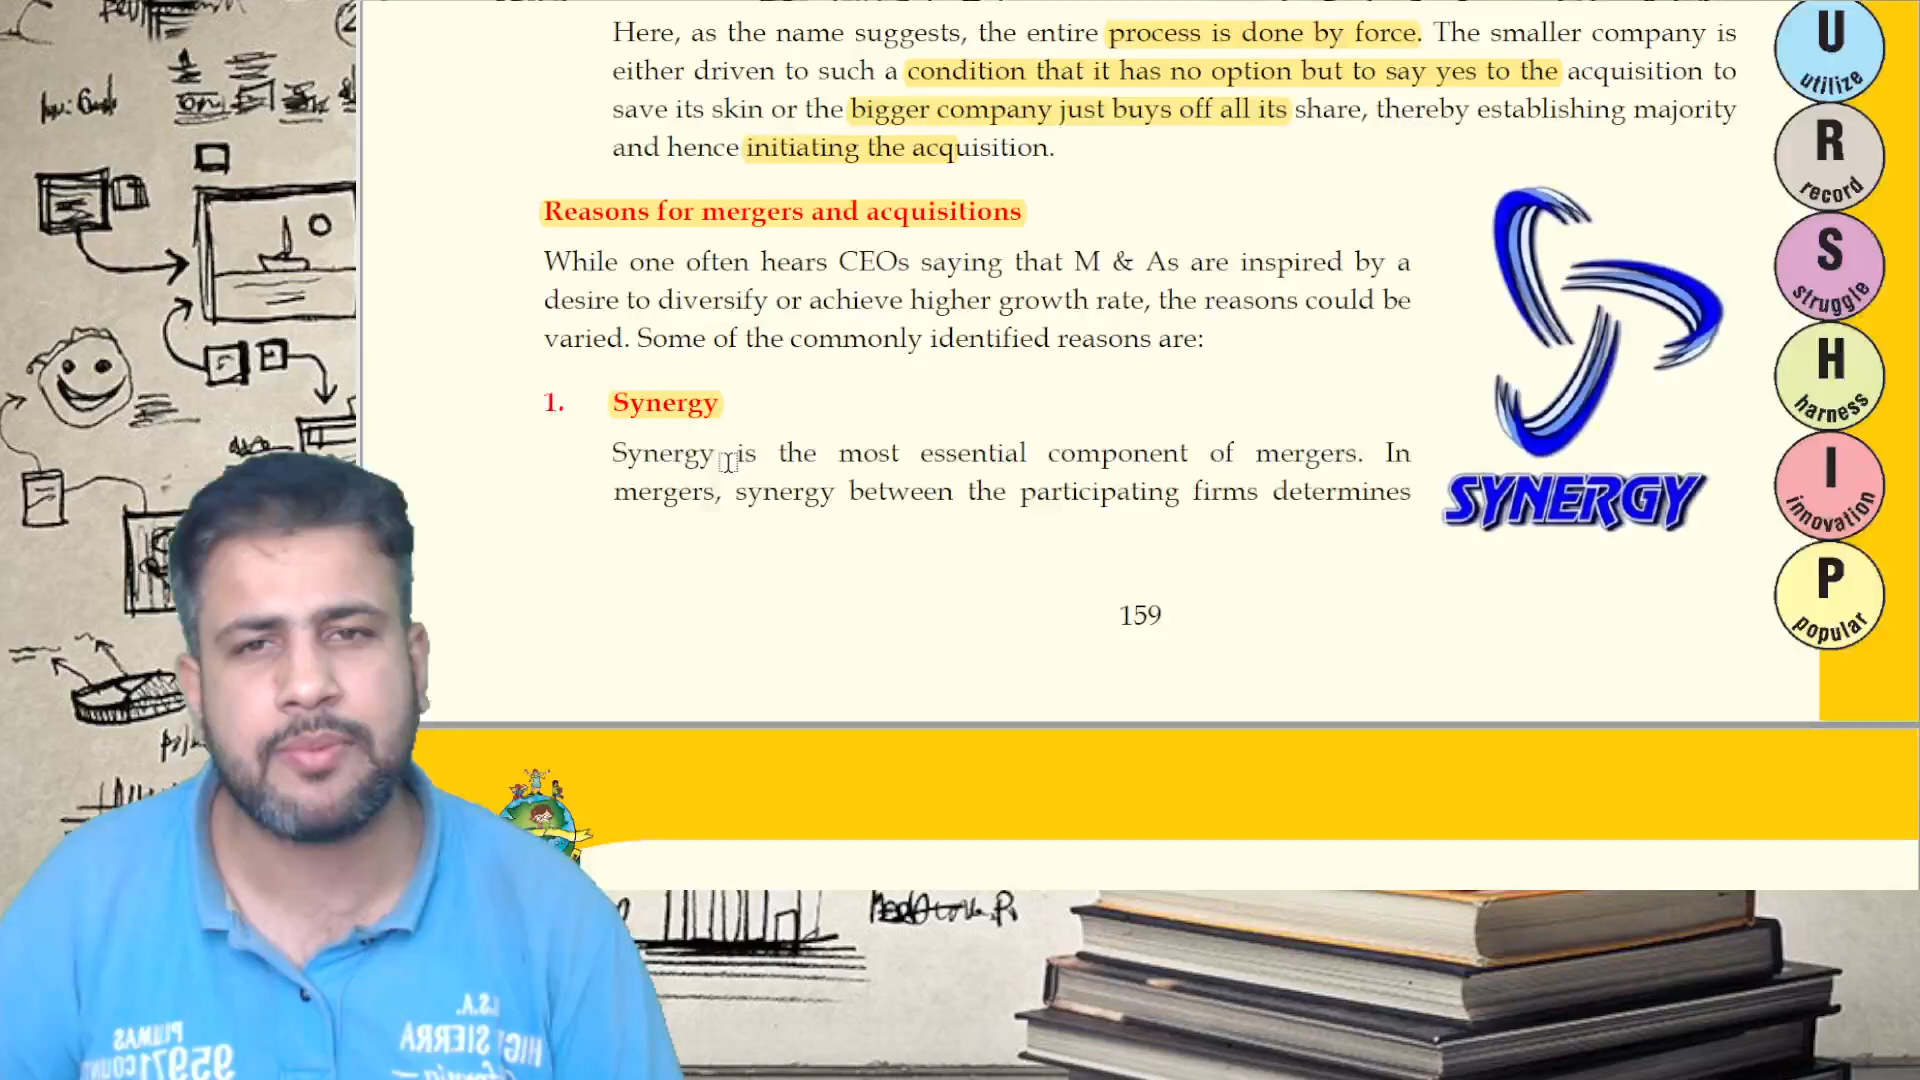 Here, as the name suggests, the entire process is done by force. The smaller company is
either driven to such a condition that it has no option but to say yes to the acquisition to
save its skin or the bigger company just buys off all its share, thereby establishing majority
and hence initiating the acquisition.
Reasons for mergers and acquisitions
While one often hears CEOs saying that M & As are inspired by a
desire to diversify or achieve higher growth rate, the reasons could be
varied. Some of the commonly identified reasons are:
1. Synergy
Synergy is the most essential component of mergers. In
mergers, synergy between the participating firms determines
SYNERGY
159
U
utilize
R
record
S
struggle
H
harness
I
innovation
P
popular
PLUMAS
95971
HIGH SIERRA